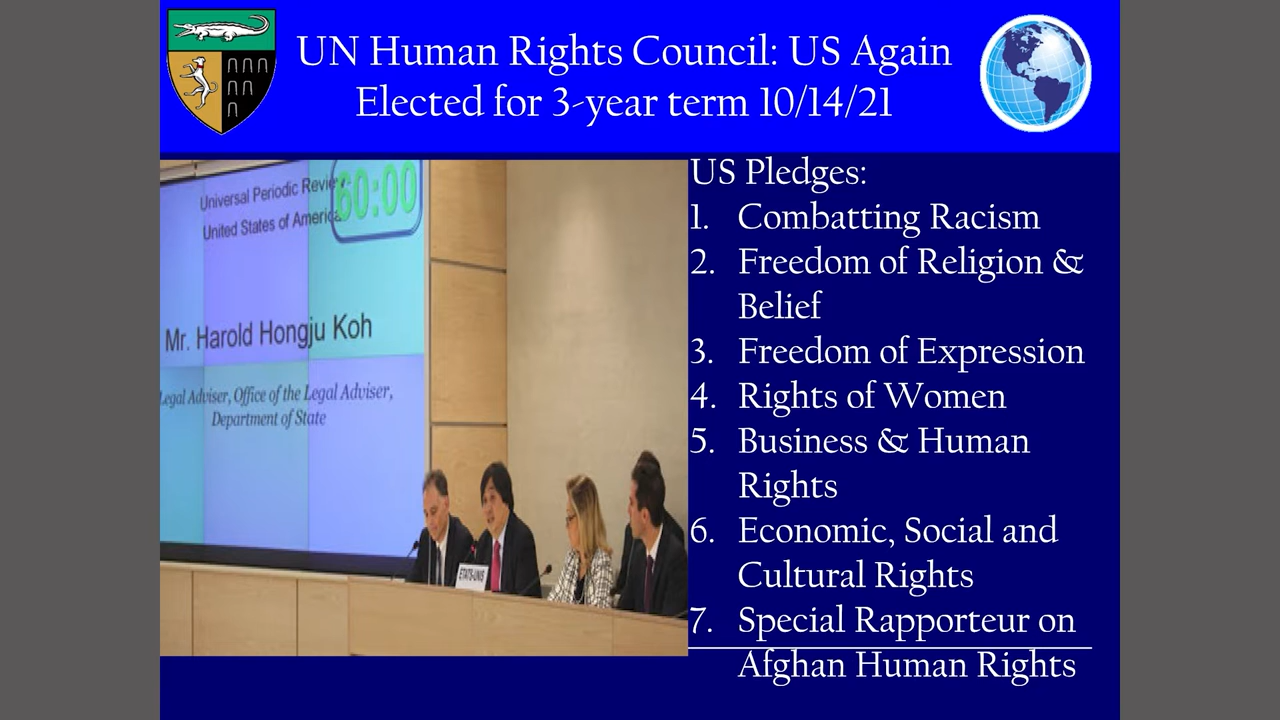 UN Human Rights Council: US Again
Elected for 3-year term 10/14/21
Universal Periodic Review
United States of America
60:00
Mr. Harold Hongju Koh
Legal Adviser, Office of the Legal Adviser,
Department of State
ETATS-UNIS
US Pledges:
1. Combatting Racism
2. Freedom of Religion &
Belief
3. Freedom of Expression
4. Rights of Women
5. Business & Human
Rights
6. Economic, Social and
Cultural Rights
7. Special Rapporteur on
Afghan Human Rights